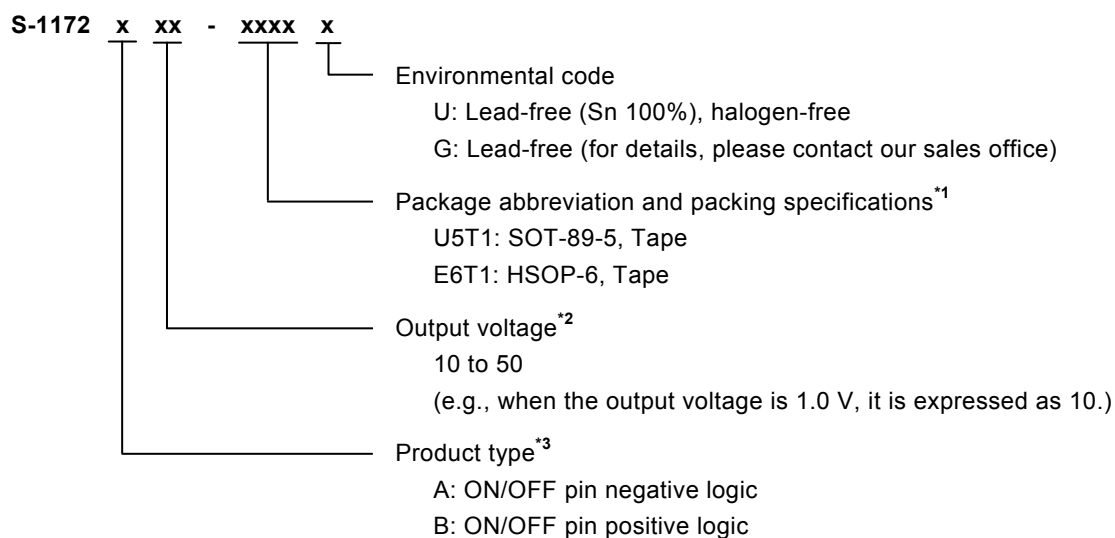 S-1172 x xx - xxxx x
Environmental code
U: Lead-free (Sn 100%), halogen-free
G: Lead-free (for details, please contact our sales office)
Package abbreviation and packing specifications*1
U5T1: SOT-89-5, Tape
E6T1: HSOP-6, Tape
Output voltage*2
10 to 50
(e.g., when the output voltage is 1.0 V, it is expressed as 10.)
Product type*3
A: ON/OFF pin negative logic
B: ON/OFF pin positive logic